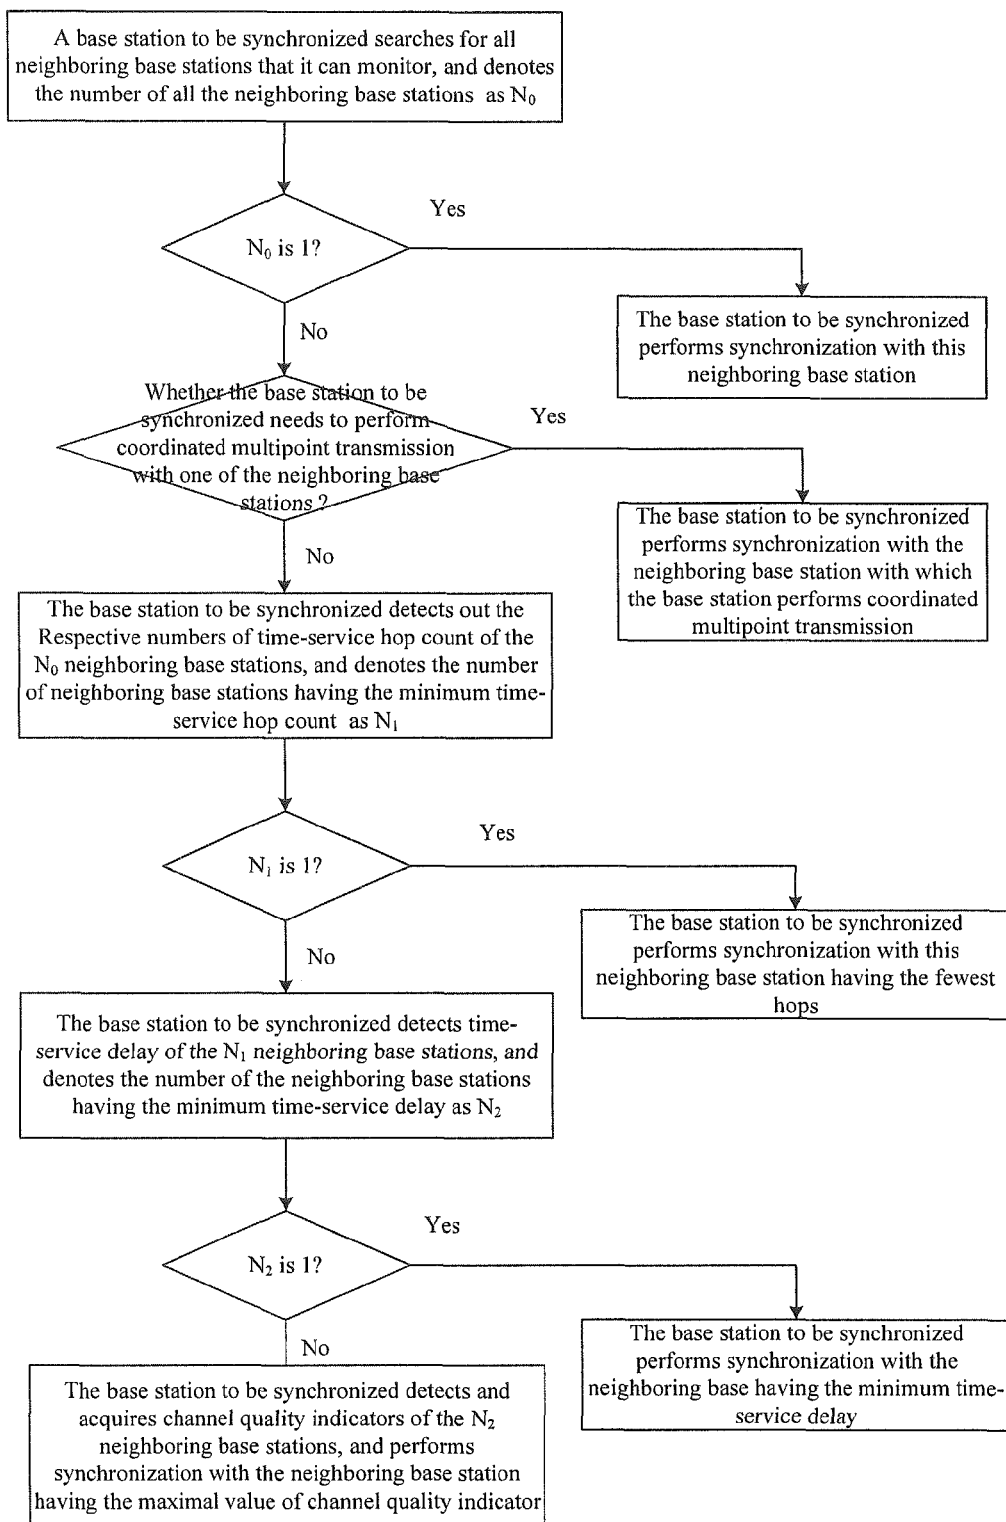 A base station to be synchronized searches for all
neighboring base stations that it can monitor, and denotes
the number of all the neighboring base stations as N₀
Yes
N₀ is 1?
No
The base station to be synchronized
performs synchronization with this
neighboring base station
Whether the base station to be
synchronized needs to perform
coordinated multipoint transmission
with one of the neighboring base
stations ?
Yes
No
The base station to be synchronized
performs synchronization with the
neighboring base station with which
the base station performs coordinated
multipoint transmission
The base station to be synchronized detects out the
Respective numbers of time-service hop count of the
N₀ neighboring base stations, and denotes the number
of neighboring base stations having the minimum time-
service hop count as N₁
Yes
N₁ is 1?
No
The base station to be synchronized
performs synchronization with this
neighboring base station having the fewest
hops
The base station to be synchronized detects time-
service delay of the N₁ neighboring base stations, and
denotes the number of the neighboring base stations
having the minimum time-service delay as N₂
Yes
N₂ is 1?
No
The base station to be synchronized
performs synchronization with the
neighboring base having the minimum time-
service delay
The base station to be synchronized detects and
acquires channel quality indicators of the N₂
neighboring base stations, and performs
synchronization with the neighboring base station
having the maximal value of channel quality indicator